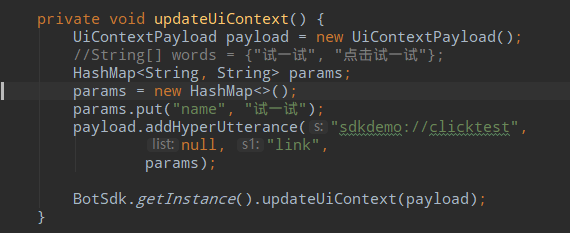 private void updateUiContext() {
UiContextPayload payload = new UiContextPayload();
//String[] words = {"试一试", "点击试一试"};
HashMap<String, String> params;
params = new HashMap<>();
params.put("name", "试一试");
payload.addHyperUtterance( s: "sdkdemo://clicktest",
list: null, s1: "link",
params);
BotSdk.getInstance().updateUiContext(payload);
}